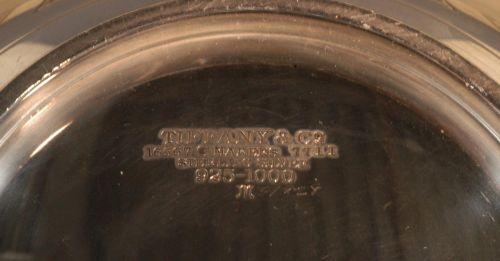 TIFFANY & CO
MAKERS
STERLING SILVER
925-1000
M